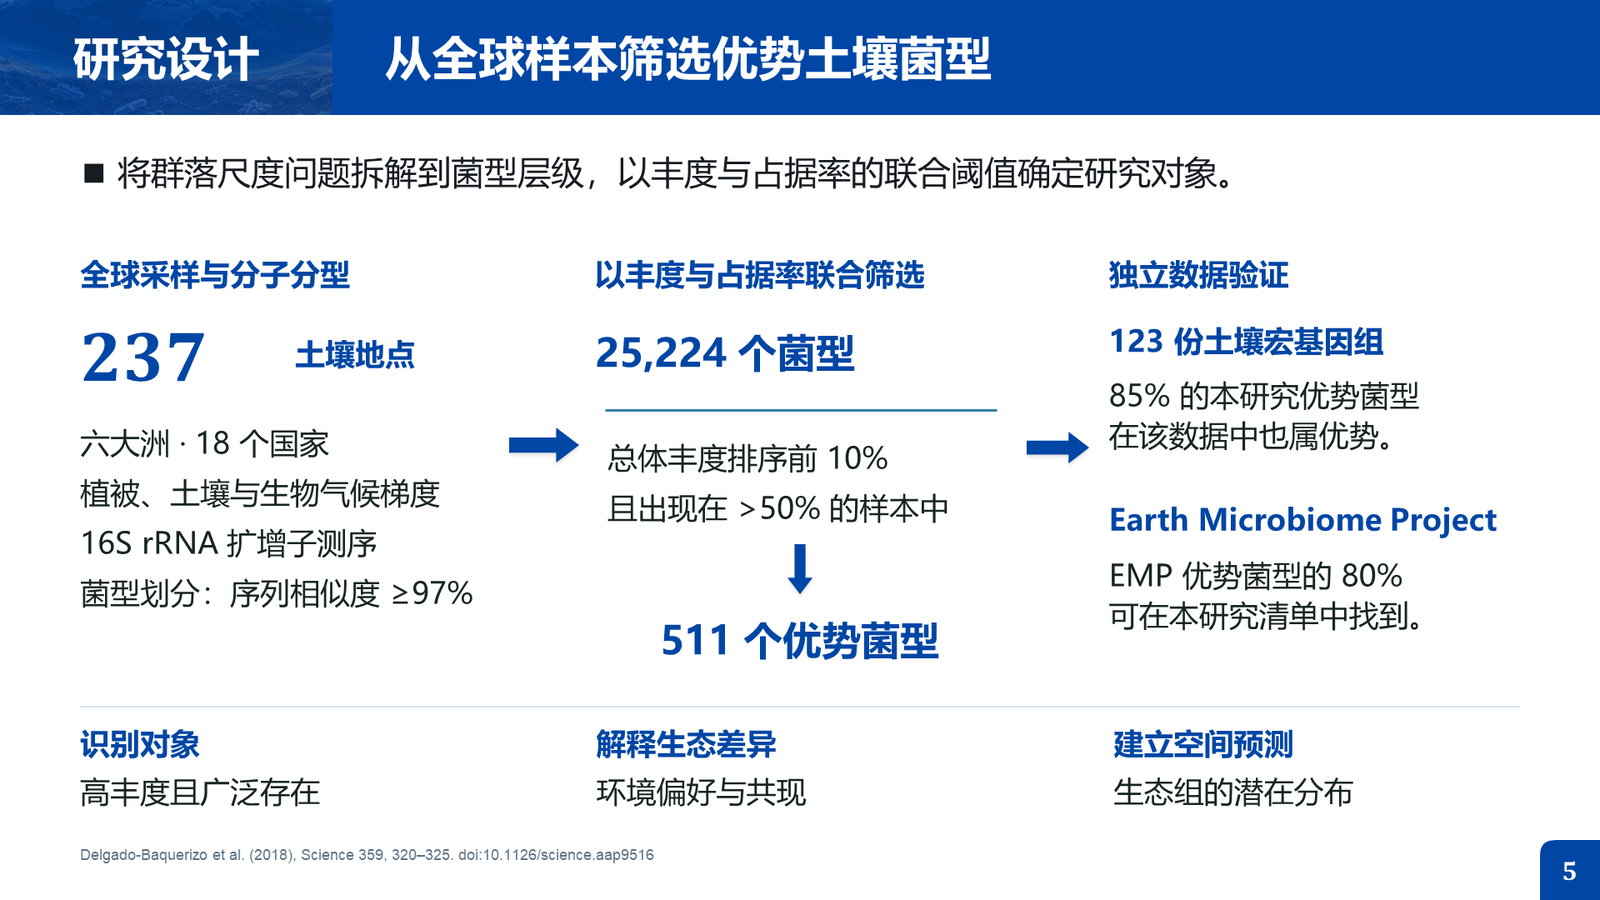 研究设计
从全球样本筛选优势土壤菌型
■ 将群落尺度问题拆解到菌型层级，以丰度与占据率的联合阈值确定研究对象。
全球采样与分子分型
237 土壤地点
六大洲 · 18 个国家
植被、土壤与生物气候梯度
16S rRNA 扩增子测序
菌型划分：序列相似度 ≥97%
以丰度与占据率联合筛选
25,224 个菌型
总体丰度排序前 10%
且出现在 >50% 的样本中
511 个优势菌型
独立数据验证
123 份土壤宏基因组
85% 的本研究优势菌型
在该数据中也属优势。
Earth Microbiome Project
EMP 优势菌型的 80%
可在本研究清单中找到。
识别对象
高丰度且广泛存在
解释生态差异
环境偏好与共现
建立空间预测
生态组的潜在分布
Delgado-Baquerizo et al. (2018), Science 359, 320–325. doi:10.1126/science.aap9516
5